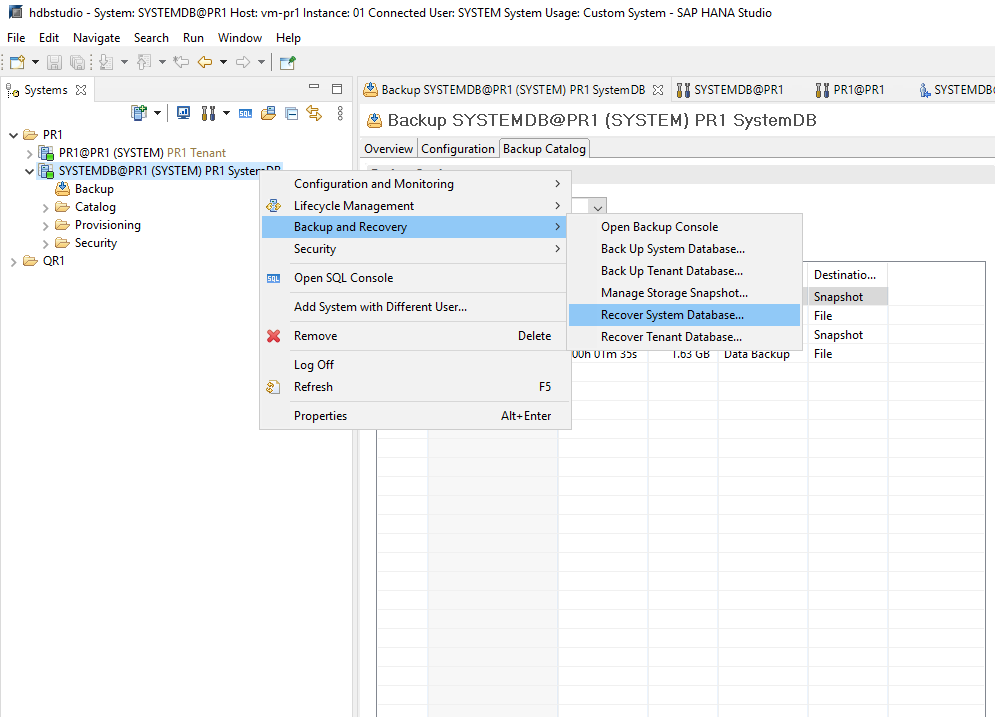 hdbstudio - System: SYSTEMDB@PR1 Host: vm-pr1 Instance: 01 Connected User: SYSTEM System Usage: Custom System - SAP HANA Studio
File Edit Navigate Search Run Window Help
Systems
Backup SYSTEMDB@PR1 (SYSTEM) PR1 SystemDB
SYSTEMDB@PR1
PR1@PR1
SYSTEMDB
SQL
Backup SYSTEMDB@PR1 (SYSTEM) PR1 SystemDB
Overview Configuration Backup Catalog
PR1
PR1@PR1 (SYSTEM) PR1 Tenant
SYSTEMDB@PR1 (SYSTEM) PR1 SystemDB
Backup
Catalog
Provisioning
Security
QR1
Configuration and Monitoring
Lifecycle Management
Backup and Recovery
Security
SQL Open SQL Console
Add System with Different User...
Remove Delete
Log Off
Refresh F5
Properties Alt+Enter
Open Backup Console
Back Up System Database...
Back Up Tenant Database...
Manage Storage Snapshot...
Recover System Database...
Recover Tenant Database...
Destinatio...
Snapshot
File
Snapshot
00h 01m 35s 1.63 GB Data Backup File